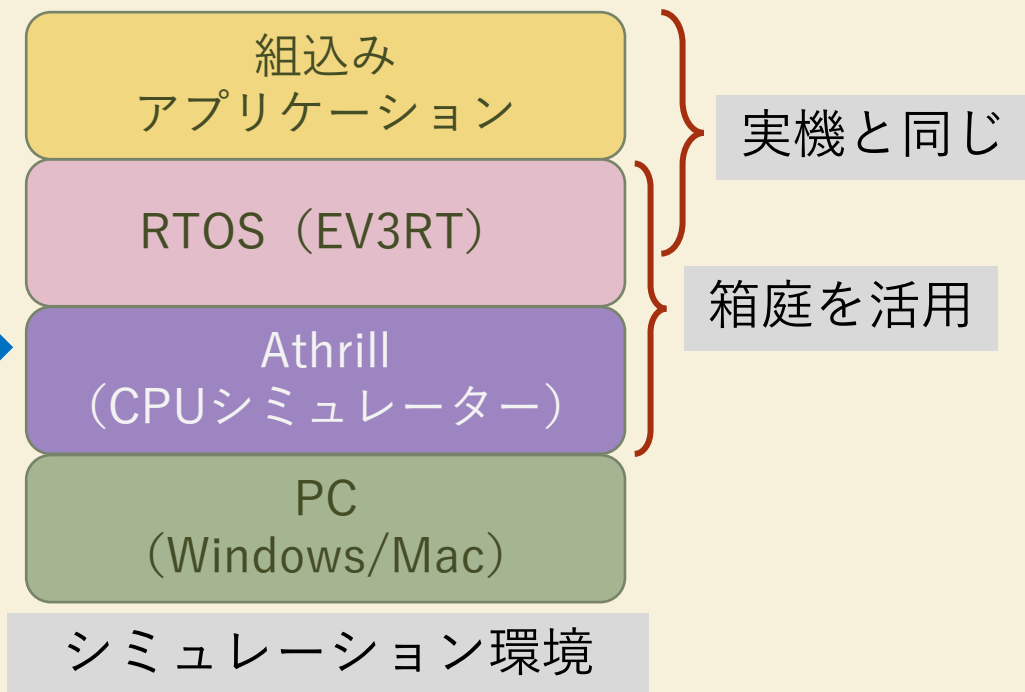 組込み
アプリケーション
実機と同じ
RTOS（EV3RT）
箱庭を活用
Athrill
（CPUシミュレーター）
PC
（Windows/Mac）
シミュレーション環境